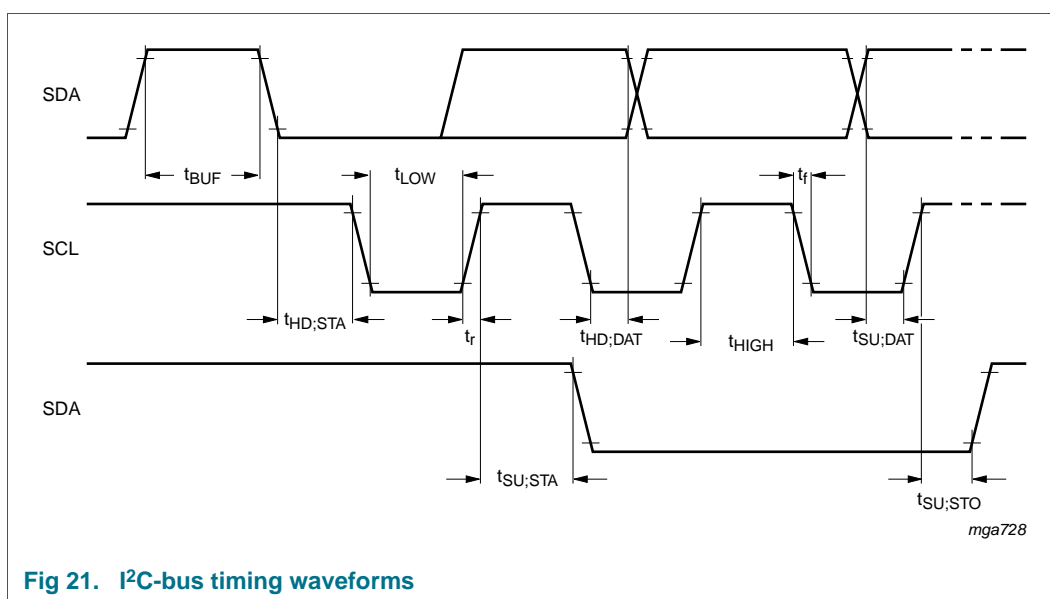 SDA
tBUF
tLOW
tf
SCL
tHD;STA
tr
tHD;DAT
tHIGH
tSU;DAT
SDA
tSU;STA
tSU;STO
mga728
Fig 21. I2C-bus timing waveforms